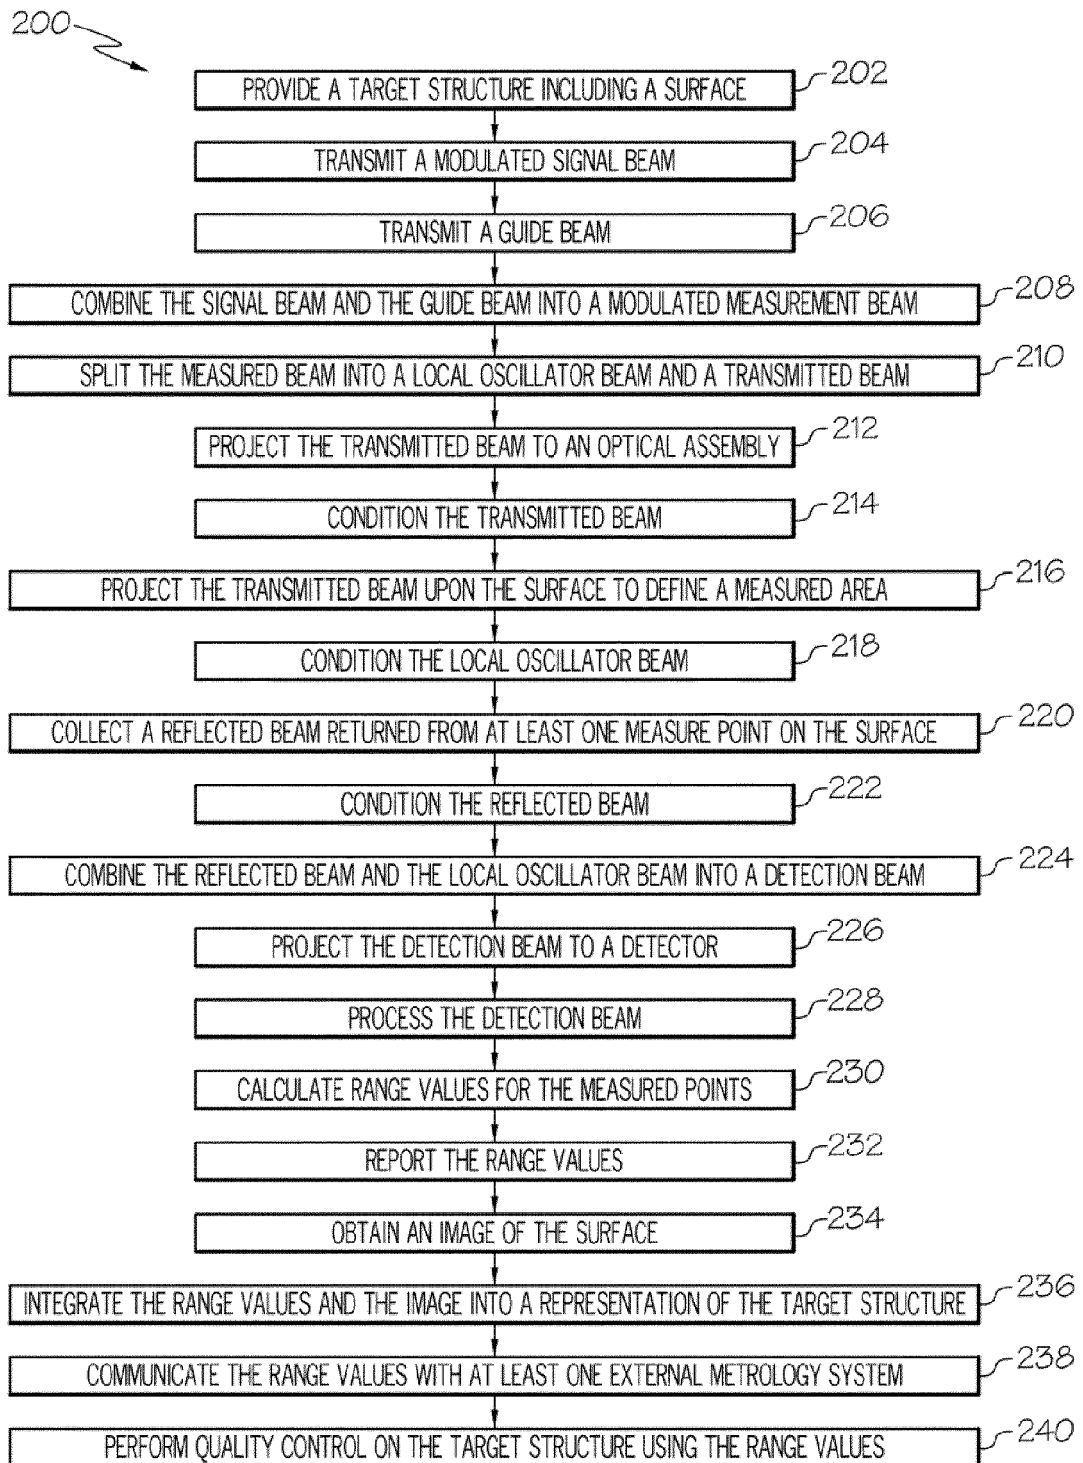 200
PROVIDE A TARGET STRUCTURE INCLUDING A SURFACE 202
TRANSMIT A MODULATED SIGNAL BEAM 204
TRANSMIT A GUIDE BEAM 206
COMBINE THE SIGNAL BEAM AND THE GUIDE BEAM INTO A MODULATED MEASUREMENT BEAM 208
SPLIT THE MEASURED BEAM INTO A LOCAL OSCILLATOR BEAM AND A TRANSMITTED BEAM 210
PROJECT THE TRANSMITTED BEAM TO AN OPTICAL ASSEMBLY 212
CONDITION THE TRANSMITTED BEAM 214
PROJECT THE TRANSMITTED BEAM UPON THE SURFACE TO DEFINE A MEASURED AREA 216
CONDITION THE LOCAL OSCILLATOR BEAM 218
COLLECT A REFLECTED BEAM RETURNED FROM AT LEAST ONE MEASURE POINT ON THE SURFACE 220
CONDITION THE REFLECTED BEAM 222
COMBINE THE REFLECTED BEAM AND THE LOCAL OSCILLATOR BEAM INTO A DETECTION BEAM 224
PROJECT THE DETECTION BEAM TO A DETECTOR 226
PROCESS THE DETECTION BEAM 228
CALCULATE RANGE VALUES FOR THE MEASURED POINTS 230
REPORT THE RANGE VALUES 232
OBTAIN AN IMAGE OF THE SURFACE 234
INTEGRATE THE RANGE VALUES AND THE IMAGE INTO A REPRESENTATION OF THE TARGET STRUCTURE 236
COMMUNICATE THE RANGE VALUES WITH AT LEAST ONE EXTERNAL METROLOGY SYSTEM 238
PERFORM QUALITY CONTROL ON THE TARGET STRUCTURE USING THE RANGE VALUES 240